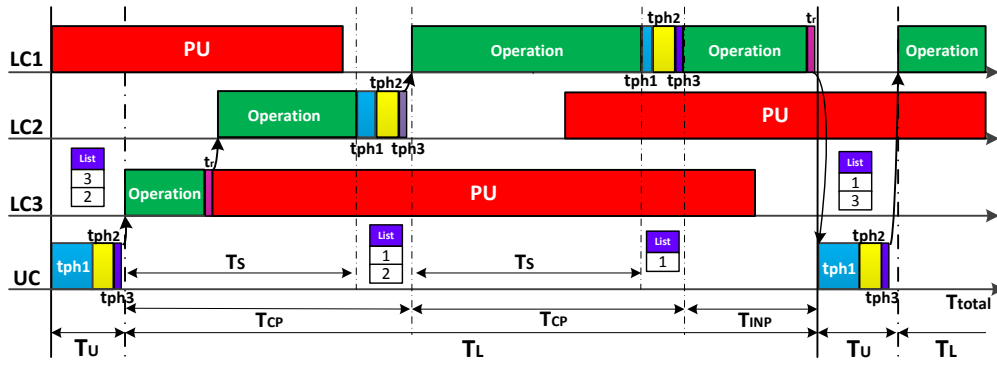 LC1
PU
Operation
tph2
tph1
tph3
Operation
tr
Operation
LC2
Operation
tph2
tph1
tph3
PU
List
3
2
LC3
Operation
tr
PU
List
1
3
UC
tph1
tph2
tph3
TS
List
1
2
TS
List
1
tph1
tph2
tph3
Ttotal
TCP
TCP
TINP
TU
TL
TU
TL